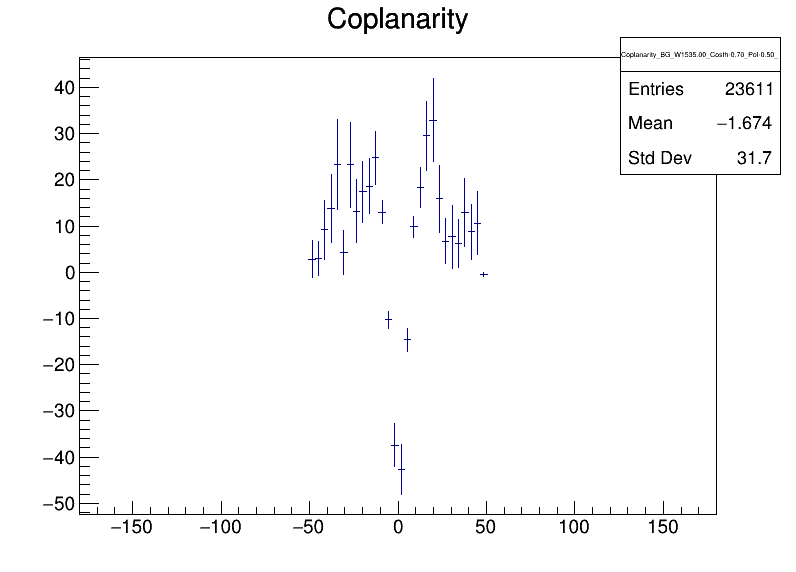 Coplanarity
Coplanarity_BG_W1535.00_Costh-0.70_Pol-0.50_
Entries 23611
Mean −1.674
Std Dev 31.7
40
30
20
10
0
−10
−20
−30
−40
−50
−150 −100 −50 0 50 100 150